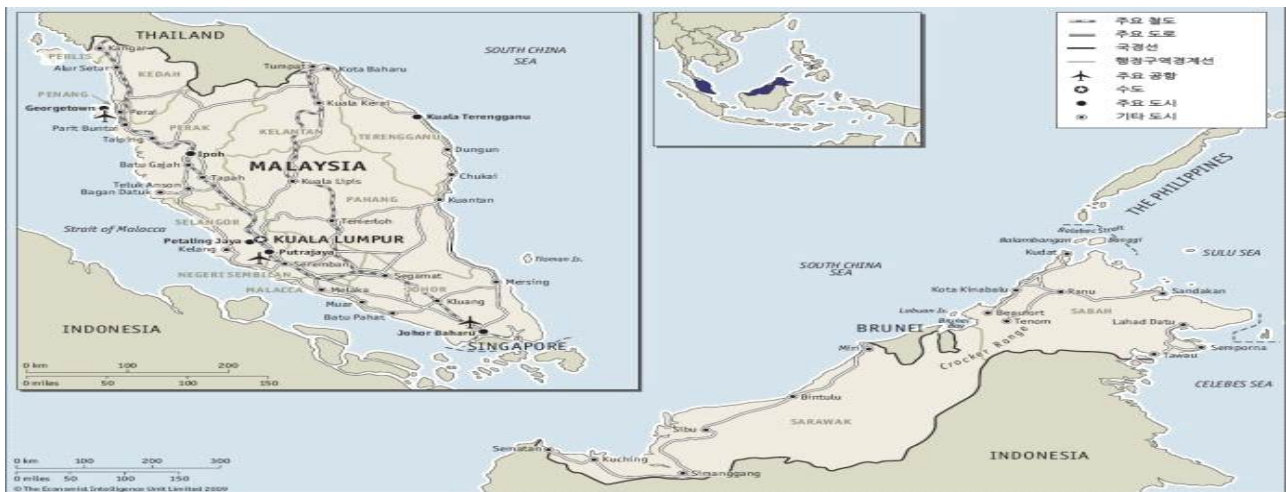 THAILAND
Kangar
PERLIS
Alur Setar
KEDAH
SOUTH CHINA
SEA
Tumpat
Kota Baharu
PENANG
Georgetown
Perai
Parit Buntar
Taiping
PERAK
Kuala Kerai
KELANTAN
Kuala Terengganu
TERENGGANU
Ipoh
Batu Gajah
Tapah
Teluk Anson
Bagan Datuk
MALAYSIA
Dungun
Chukai
Kuala Lipis
PAHANG
Kuantan
SELANGOR
Temerloh
Strait of Malacca
Petaling Jaya
Kelang
KUALA LUMPUR
Putrajaya
Seremban
Tioman Is.
NEGERI SEMBILAN
Segamat
MALACCA
Melaka
JOHOR
Mersing
Muar
Kluang
Batu Pahat
INDONESIA
Johor Baharu
SINGAPORE
0 km 100 200
0 miles 50 100 150
주요 철도
주요 도로
국경선
행정구역경계선
주요 공항
수도
주요 도시
기타 도시
THE PHILIPPINES
Balabac Strait
Balambangan
Banggi
SULU SEA
Kudat
SOUTH CHINA
SEA
Kota Kinabalu
Ranu
Sandakan
Labuan Is.
Beaufort
SABAH
BRUNEI
Brunei
Bay
Tenom
Lahad Datu
Miri
Crocker Range
Semporna
Tawau
CELEBES SEA
Bintulu
SARAWAK
Sibu
Sematan
Kuching
Simanggang
INDONESIA
0 km 100 200 300
0 miles 50 100 150
© The Economist Intelligence Unit Limited 2009